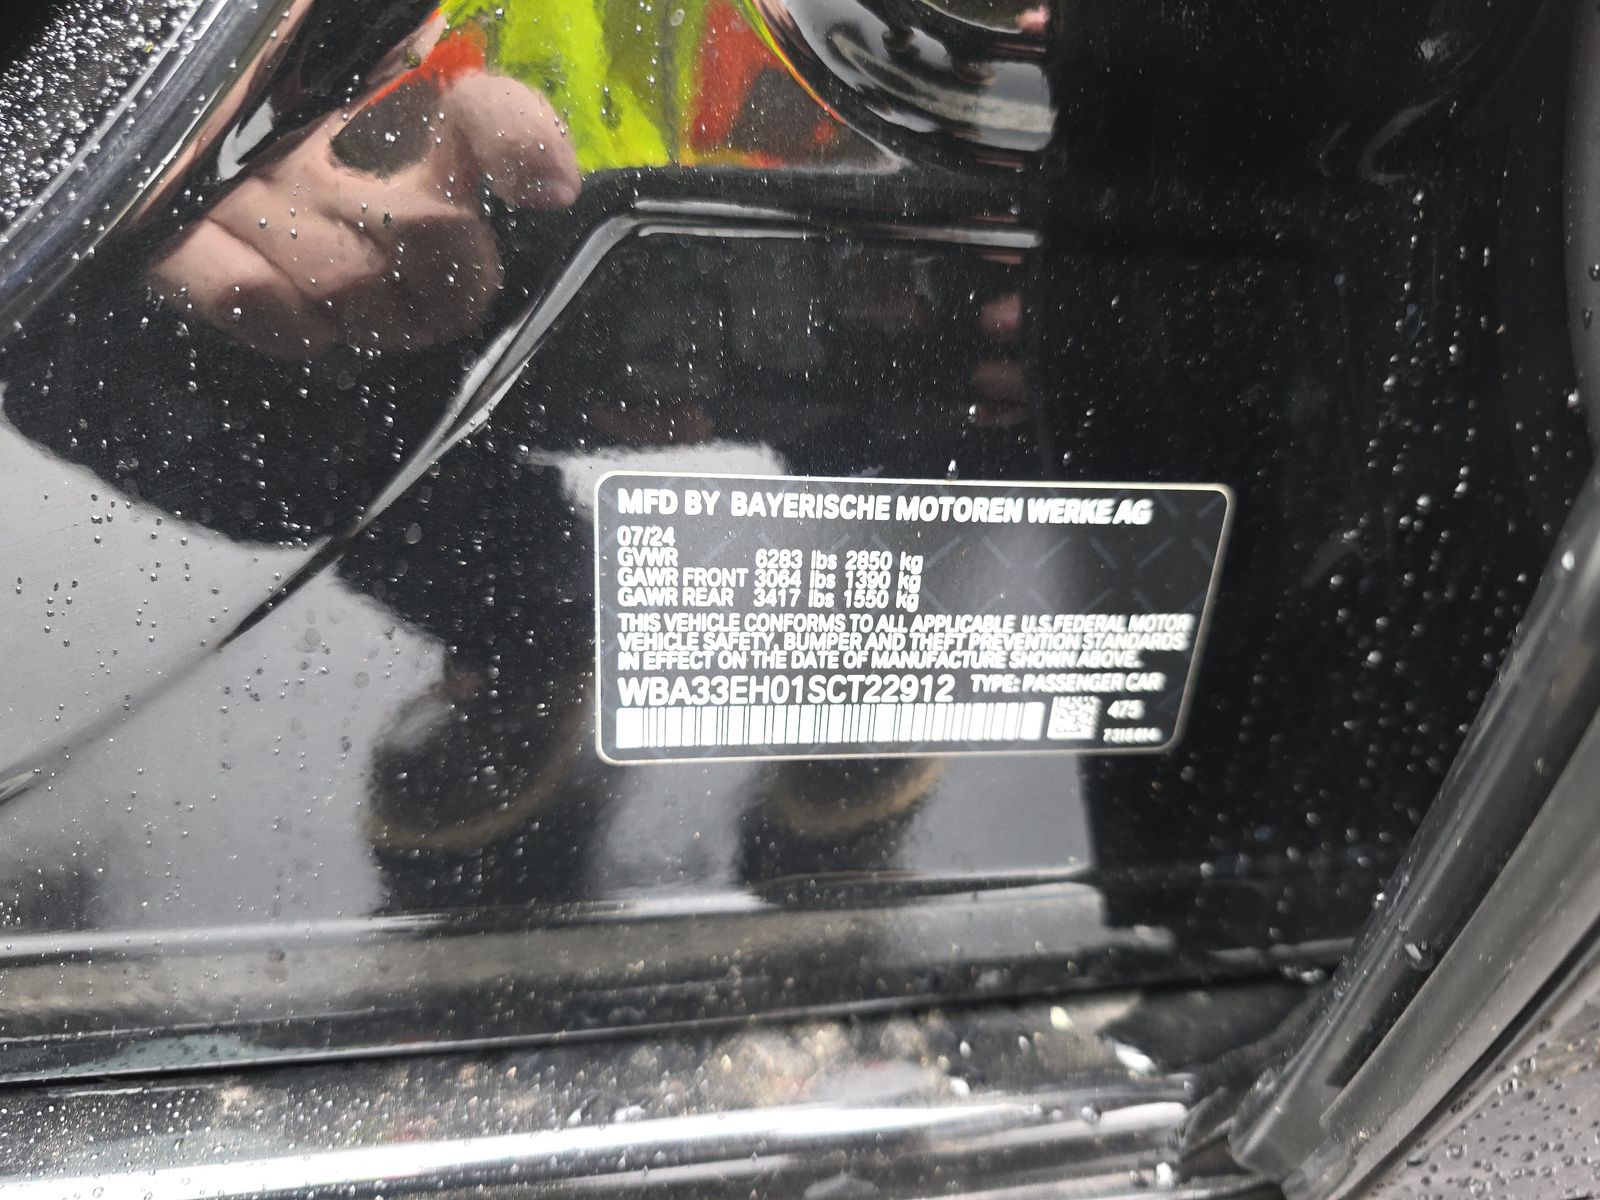 MFD BY BAYERISCHE MOTOREN WERKE AG
07/24
GVWR 6283 lbs 2850 kg
GAWR FRONT 3064 lbs 1390 kg
GAWR REAR 3417 lbs 1550 kg
THIS VEHICLE CONFORMS TO ALL APPLICABLE U.S.FEDERAL MOTOR
VEHICLE SAFETY, BUMPER AND THEFT PREVENTION STANDARDS
IN EFFECT ON THE DATE OF MANUFACTURE SHOWN ABOVE.
WBA33EH01SCT22912 TYPE: PASSENGER CAR
475